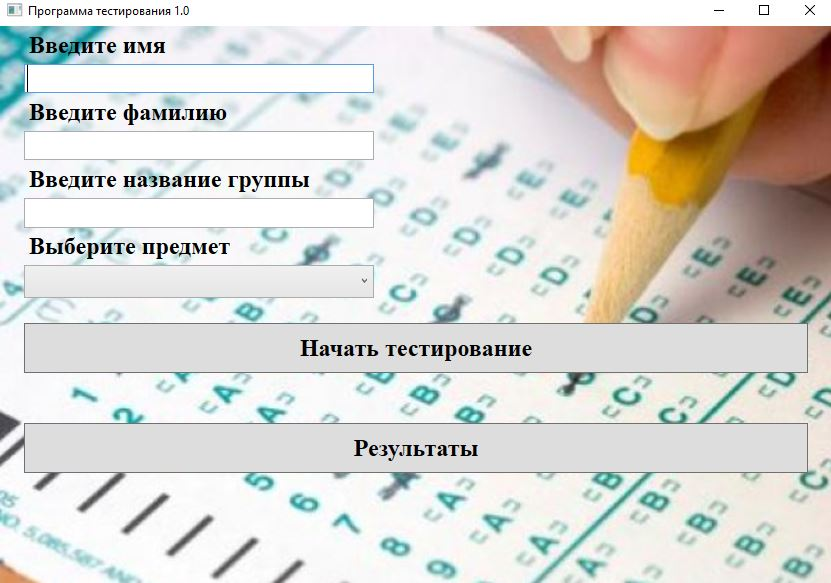 Программа тестирования 1.0
Введите имя
Введите фамилию
Введите название группы
Выберите предмет
Начать тестирование
Результаты